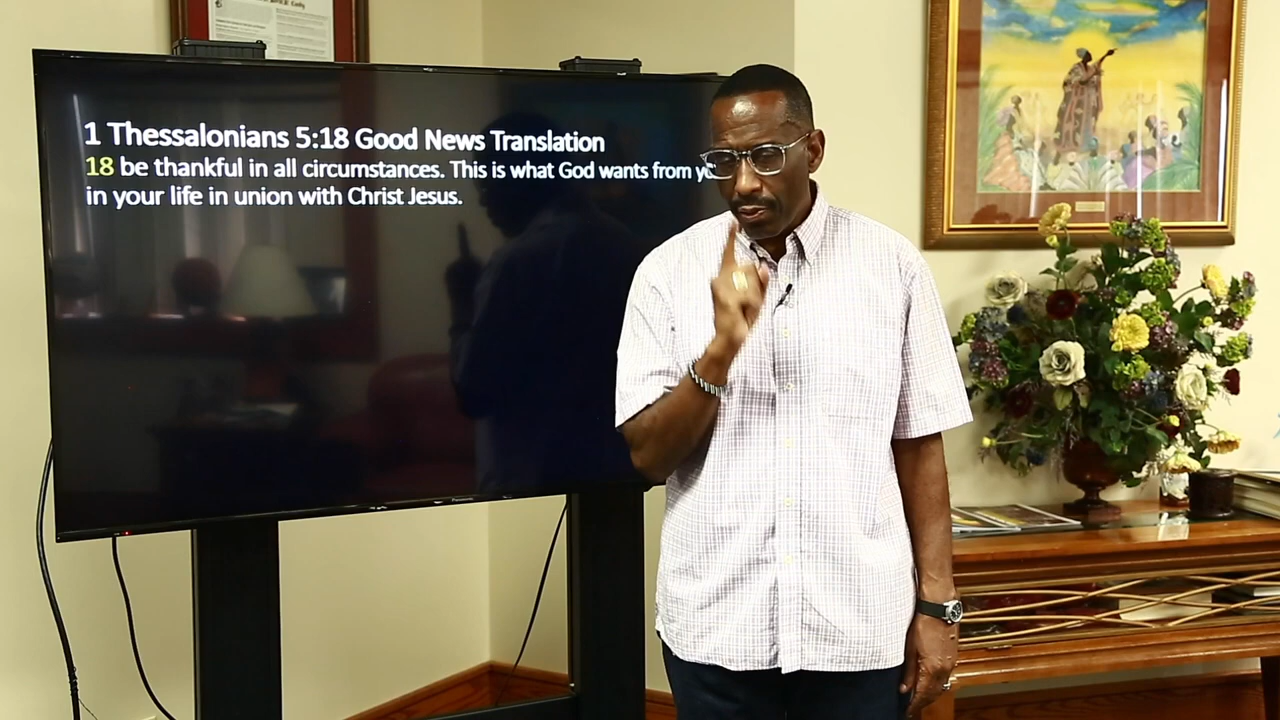 1 Thessalonians 5:18 Good News Translation
18 be thankful in all circumstances. This is what God wants from
in your life in union with Christ Jesus.
Panasonic